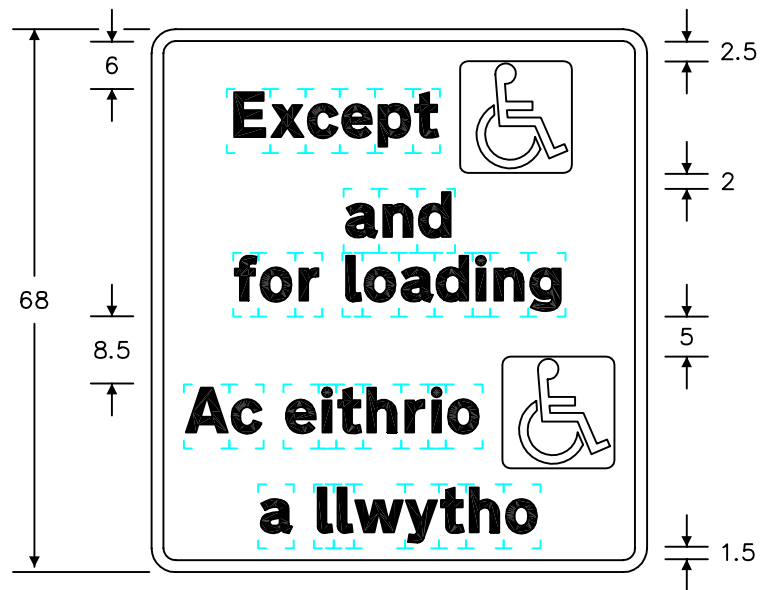 Except
and
for loading
Ac eithrio
a llwytho
6
68
8.5
2.5
2
5
1.5